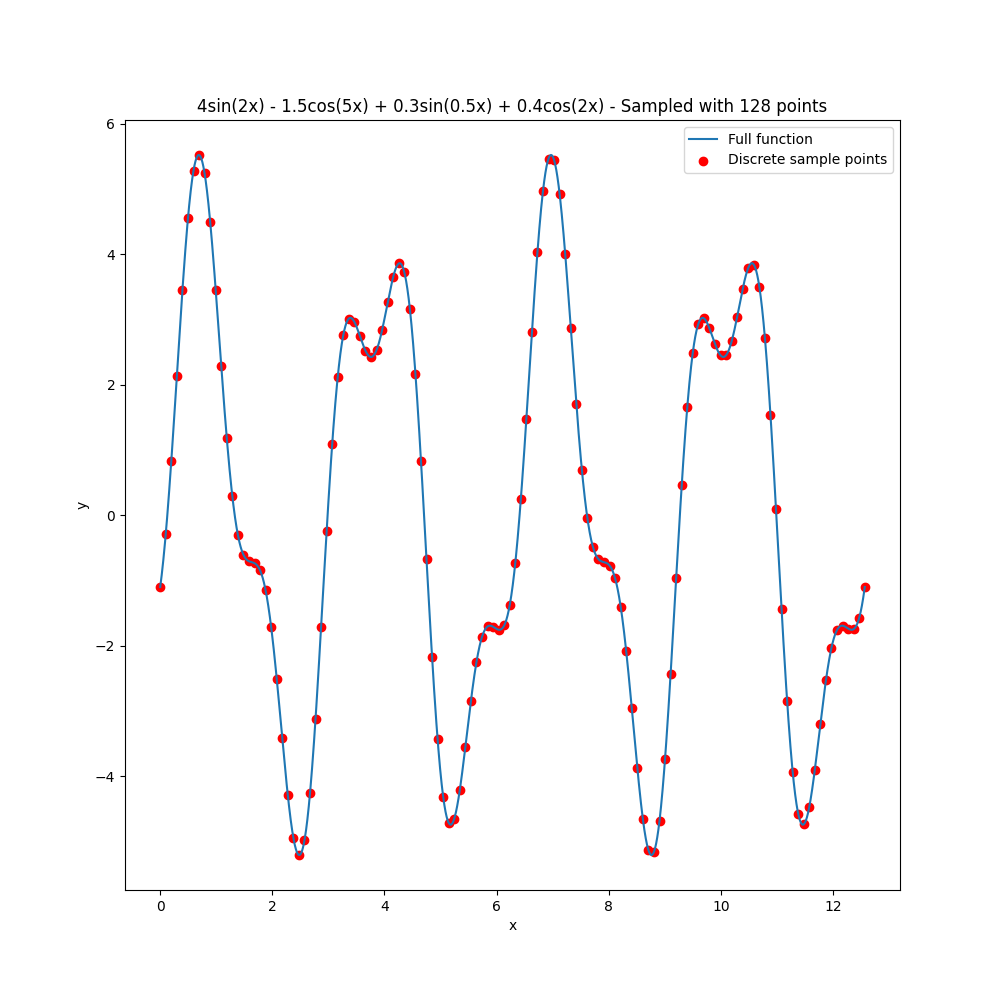 4sin(2x) - 1.5cos(5x) + 0.3sin(0.5x) + 0.4cos(2x) - Sampled with 128 points
Full function
Discrete sample points
6
4
2
0
−2
−4
y
0 2 4 6 8 10 12
x